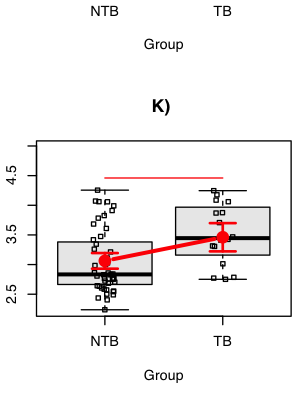 NTB TB
Group
K)
4.5
3.5
2.5
NTB TB
Group